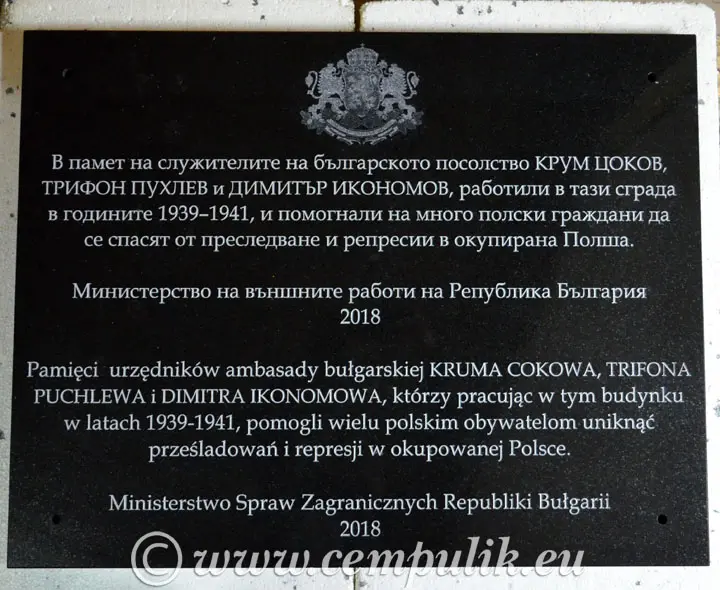 В памет на служителите на българското посолство КРУМ ЦОКОВ,
ТРИФОН ПУХЛЕВ и ДИМИТЪР ИКОНОМОВ, работили в тази сграда
в годините 1939–1941, и помогнали на много полски граждани да
се спасят от преследване и репресии в окупирана Полша.
Министерство на външните работи на Република България
2018
Pamięci urzędników ambasady bułgarskiej KRUMA COKOWA, TRIFONA
PUCHLEWA i DIMITRA IKONOMOWA, którzy pracując w tym budynku
w latach 1939-1941, pomogli wielu polskim obywatelom uniknąć
prześladowań i represji w okupowanej Polsce.
Ministerstwo Spraw Zagranicznych Republiki Bułgarii
2018
© www.cempulik.eu